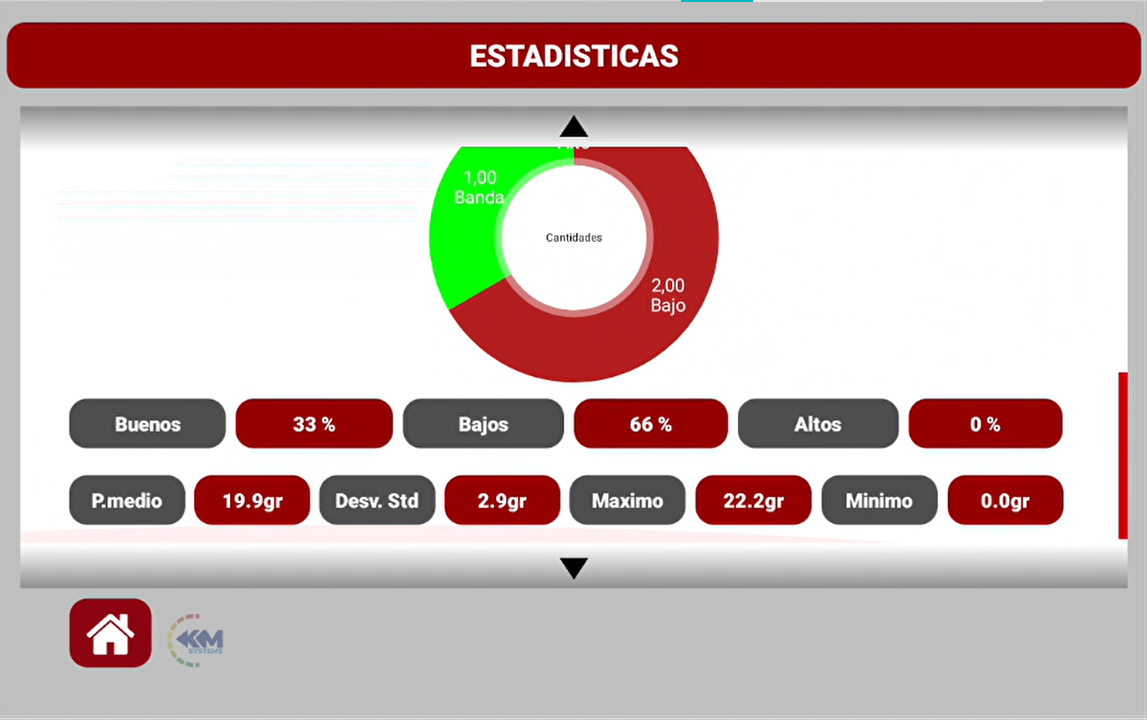 ESTADISTICAS
1,00
Banda
Cantidades
2,00
Bajo
Buenos 33 % Bajos 66 % Altos 0 %
P.medio 19.9gr Desv. Std 2.9gr Maximo 22.2gr Minimo 0.0gr
KM
SYSTEMS